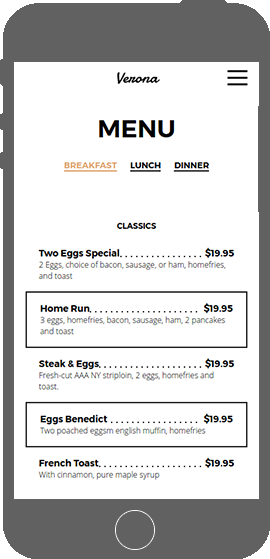 Verona
MENU
BREAKFAST LUNCH DINNER
CLASSICS
Two Eggs Special. . . . . . . . . . . . . . . . $19.95
2 Eggs, choice of bacon, sausage, or ham, homefries,
and toast
Home Run. . . . . . . . . . . . . . . . . . . . . $19.95
3 eggs, homefries, bacon, sausage, ham, 2 pancakes
and toast
Steak & Eggs. . . . . . . . . . . . . . . . . . . . $19.95
Fresh-cut AAA NY striploin, 2 eggs, homefries and
toast.
Eggs Benedict . . . . . . . . . . . . . . . . . . $19.95
Two poached eggsm english muffin, homefries
French Toast. . . . . . . . . . . . . . . . . . . . $19.95
With cinnamon, pure maple syrup